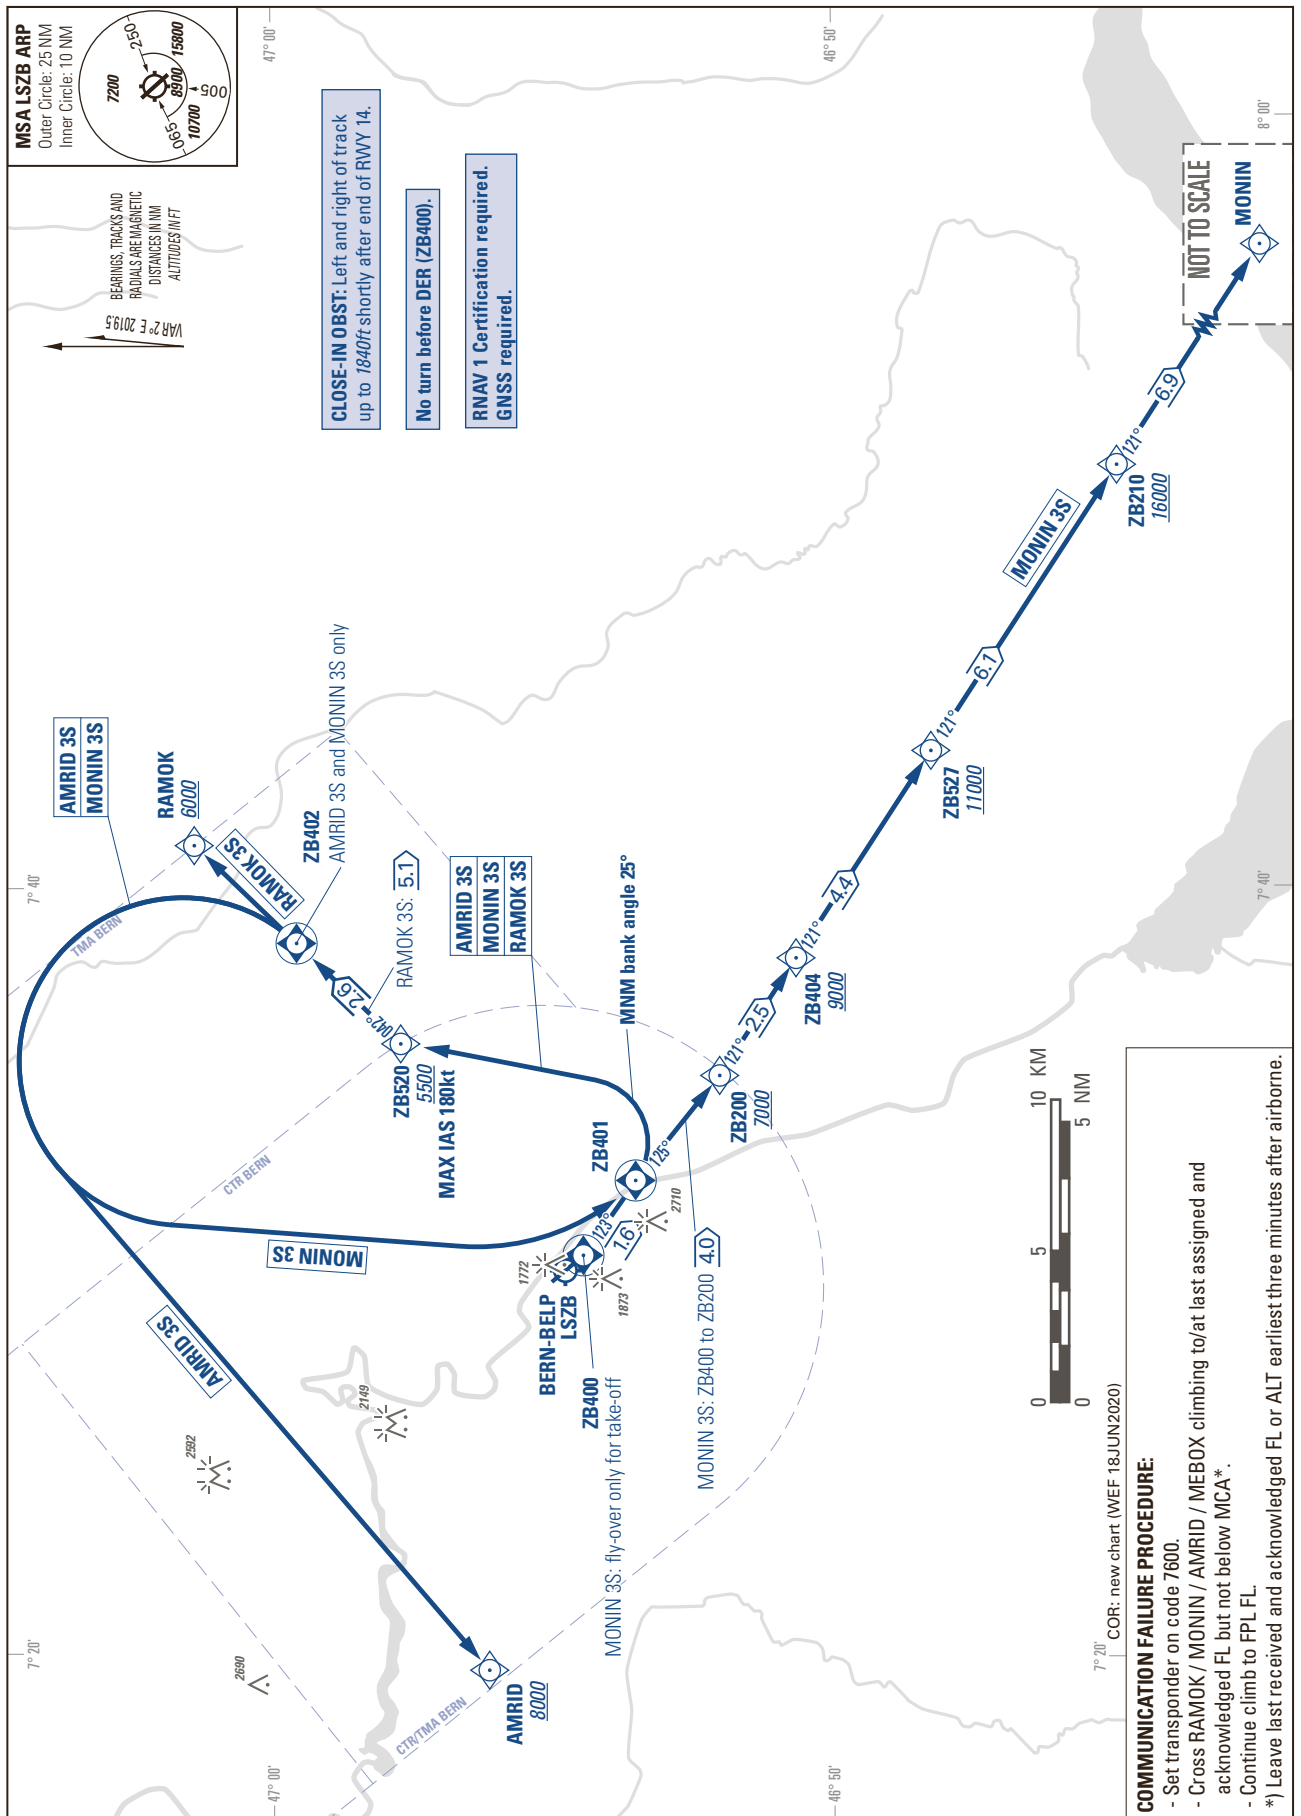 MSA LSZB ARP
Outer Circle: 25 NM
Inner Circle: 10 NM
7200
250
15800
8900
005
10700
065
BEARINGS, TRACKS AND
RADIALS ARE MAGNETIC
DISTANCES IN NM
ALTITUDES IN FT
VAR 2° E 2019.5
47° 00'
46° 50'
8° 00'
CLOSE-IN OBST: Left and right of track
up to 1840ft shortly after end of RWY 14.
No turn before DER (ZB400).
RNAV 1 Certification required.
GNSS required.
NOT TO SCALE
MONIN
6.9
121°
ZB210
16000
MONIN 3S
6.1
121°
ZB527
11000
4.4
121°
ZB404
9000
2.5
121°
ZB200
7000
AMRID 3S
MONIN 3S
RAMOK
6000
RAMOK 3S
ZB402
AMRID 3S and MONIN 3S only
7° 40'
TMA BERN
2.6
042°
RAMOK 3S: 5.1
AMRID 3S
MONIN 3S
RAMOK 3S
MNM bank angle 25°
7° 40'
ZB520
5500
MAX IAS 180kt
CTR BERN
ZB401
125°
123°
1.6
2710
MONIN 3S
1772
1873
BERN-BELP
LSZB
ZB400
MONIN 3S: fly-over only for take-off
MONIN 3S: ZB400 to ZB200 4.0
AMRID 3S
2149
2592
2690
7° 20'
AMRID
8000
CTR/TMA BERN
47° 00'
46° 50'
7° 20'
0 5 10 KM
0 5 NM
COR: new chart (WEF 18JUN2020)
COMMUNICATION FAILURE PROCEDURE:
- Set transponder on code 7600.
- Cross RAMOK / MONIN / AMRID / MEBOX climbing to/at last assigned and
acknowledged FL but not below MCA*.
- Continue climb to FPL FL.
*) Leave last received and acknowledged FL or ALT earliest three minutes after airborne.